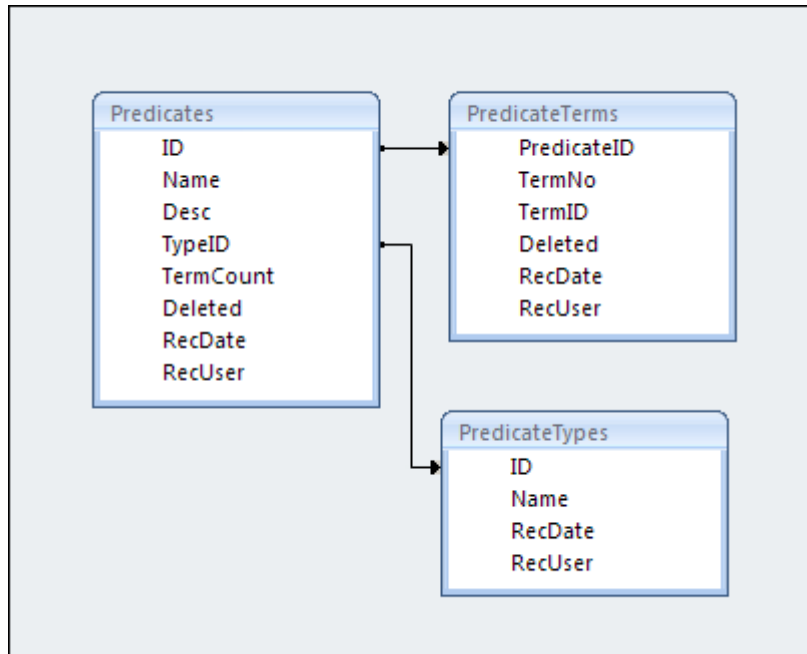 Predicates
ID
Name
Desc
TypeID
TermCount
Deleted
RecDate
RecUser
PredicateTerms
PredicateID
TermNo
TermID
Deleted
RecDate
RecUser
PredicateTypes
ID
Name
RecDate
RecUser